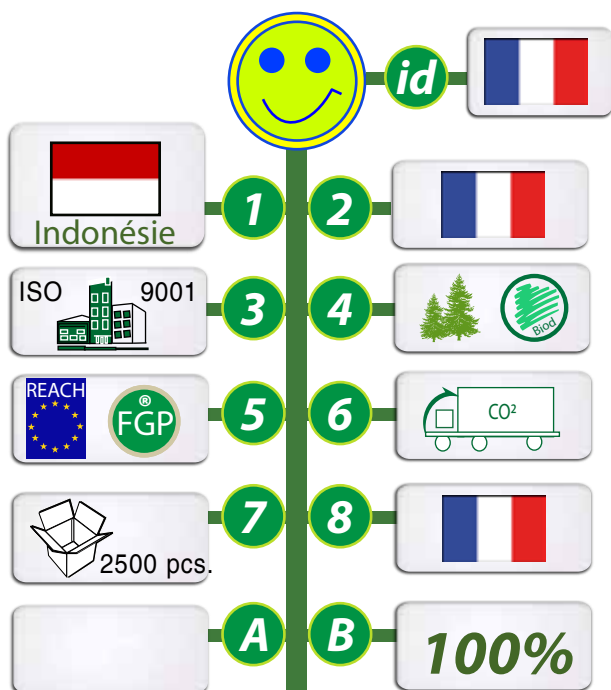 id
1
2
Indonésie
ISO 9001
3
4
Biod
REACH
® FGP
5
6
CO²
7
8
2500 pcs.
A
B
100%